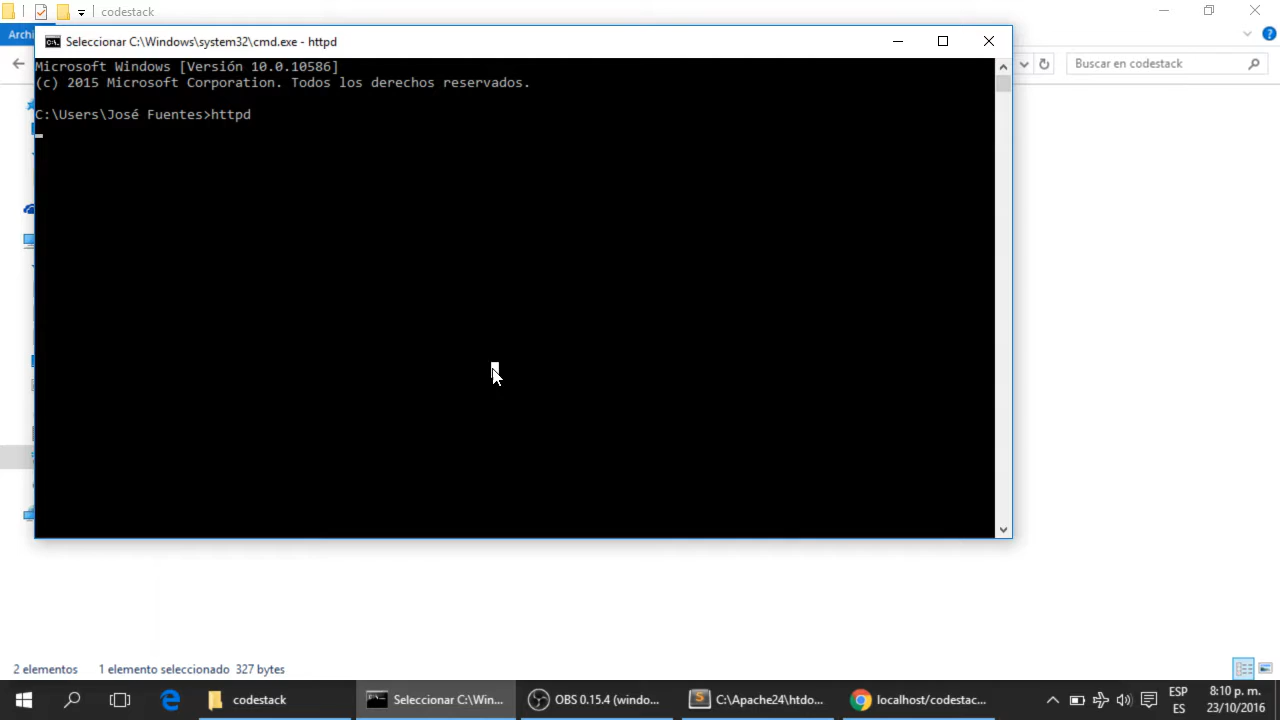 codestack
Archi
Seleccionar C:\Windows\system32\cmd.exe - httpd
Microsoft Windows [Versión 10.0.10586]
(c) 2015 Microsoft Corporation. Todos los derechos reservados.
C:\Users\José Fuentes>httpd
Buscar en codestack
2 elementos
1 elemento seleccionado 327 bytes
codestack
Seleccionar C:\Win...
OBS 0.15.4 (windo...
C:\Apache24\htdo...
localhost/codestac...
ESP
ES
8:10 p. m.
23/10/2016